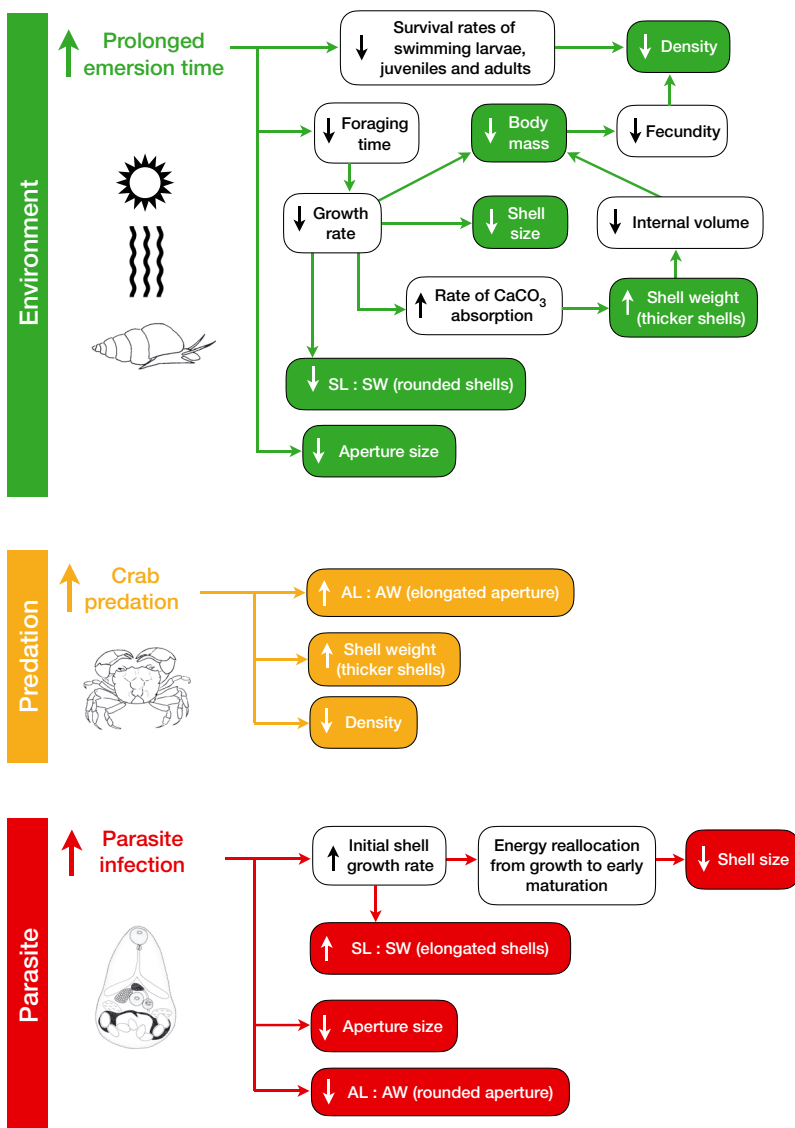 Environment
Prolonged
emersion time
Survival rates of
swimming larvae,
juveniles and adults
Density
Foraging
time
Body
mass
Fecundity
Growth
rate
Shell
size
Internal volume
Rate of CaCO₃
absorption
Shell weight
(thicker shells)
SL : SW (rounded shells)
Aperture size
Predation
Crab
predation
AL : AW (elongated aperture)
Shell weight
(thicker shells)
Density
Parasite
Parasite
infection
Initial shell
growth rate
Energy reallocation
from growth to early
maturation
Shell size
SL : SW (elongated shells)
Aperture size
AL : AW (rounded aperture)